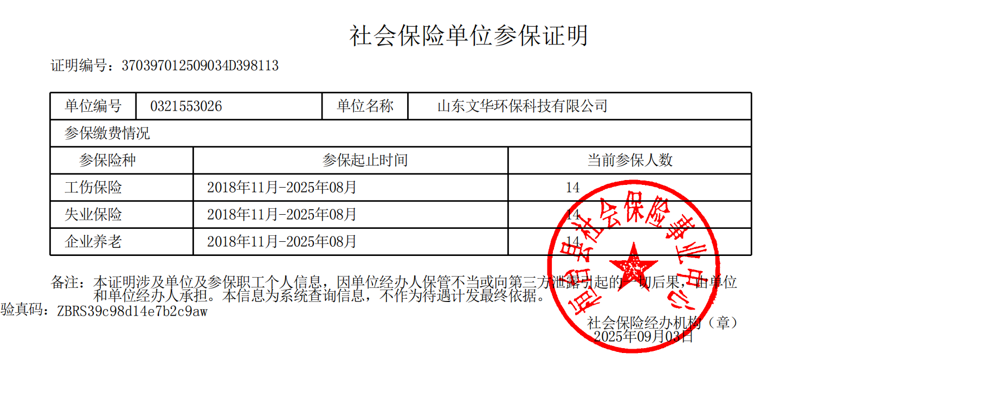 社会保险单位参保证明
证明编号：370397012509034D398113
单位编号 0321553026 单位名称 山东文华环保科技有限公司
参保缴费情况
参保险种 参保起止时间 当前参保人数
工伤保险 2018年11月-2025年08月 14
失业保险 2018年11月-2025年08月 14
企业养老 2018年11月-2025年08月 14
备注：本证明涉及单位及参保职工个人信息，因单位经办人保管不当或向第三方泄露引起的一切后果，由单位
和单位经办人承担。本信息为系统查询信息，不作为待遇计发最终依据。
验真码：ZBRS39c98d14e7b2c9aw
社会保险经办机构（章）
2025年09月03日
桓台县社会保险事业中心